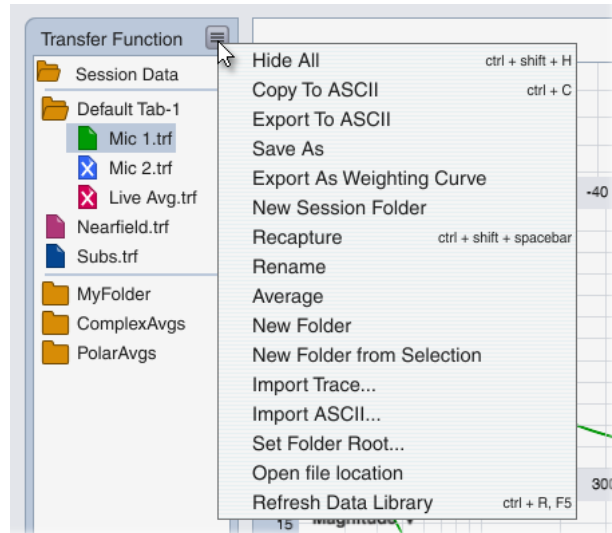 Transfer Function
Session Data
Default Tab-1
Mic 1.trf
Mic 2.trf
Live Avg.trf
Nearfield.trf
Subs.trf
MyFolder
ComplexAvgs
PolarAvgs
Hide All ctrl + shift + H
Copy To ASCII ctrl + C
Export To ASCII
Save As
Export As Weighting Curve
New Session Folder
Recapture ctrl + shift + spacebar
Rename
Average
New Folder
New Folder from Selection
Import Trace...
Import ASCII...
Set Folder Root...
Open file location
Refresh Data Library ctrl + R, F5
-40
300
15 Magnitude